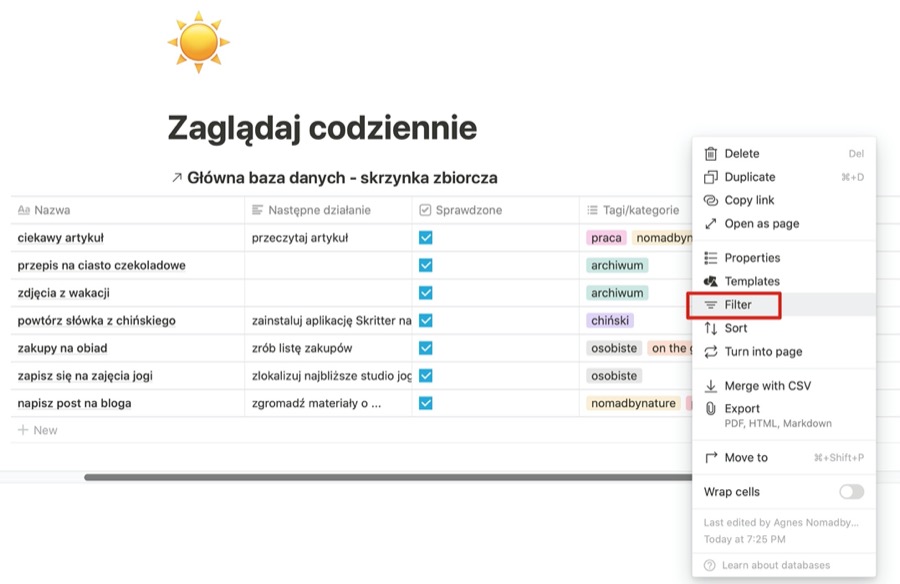 Zaglądaj codziennie
Główna baza danych - skrzynka zbiorcza
Aa Nazwa Następne działanie Sprawdzone Tagi/kategorie
ciekawy artykuł przeczytaj artykuł praca nomadbyn
przepis na ciasto czekoladowe archiwum
zdjęcia z wakacji archiwum
powtórz słówka z chińskiego zainstaluj aplikację Skritter na chiński
zakupy na obiad zrób listę zakupów osobiste on the g
zapisz się na zajęcia jogi zlokalizuj najbliższe studio jog osobiste
napisz post na bloga zgromadź materiały o ... nomadbynature
+ New
Delete Del
Duplicate ⌘+D
Copy link
Open as page
Properties
Templates
Filter
Sort
Turn into page
Merge with CSV
Export
PDF, HTML, Markdown
Move to ⌘+Shift+P
Wrap cells
Last edited by Agnes Nomadby...
Today at 7:25 PM
Learn about databases